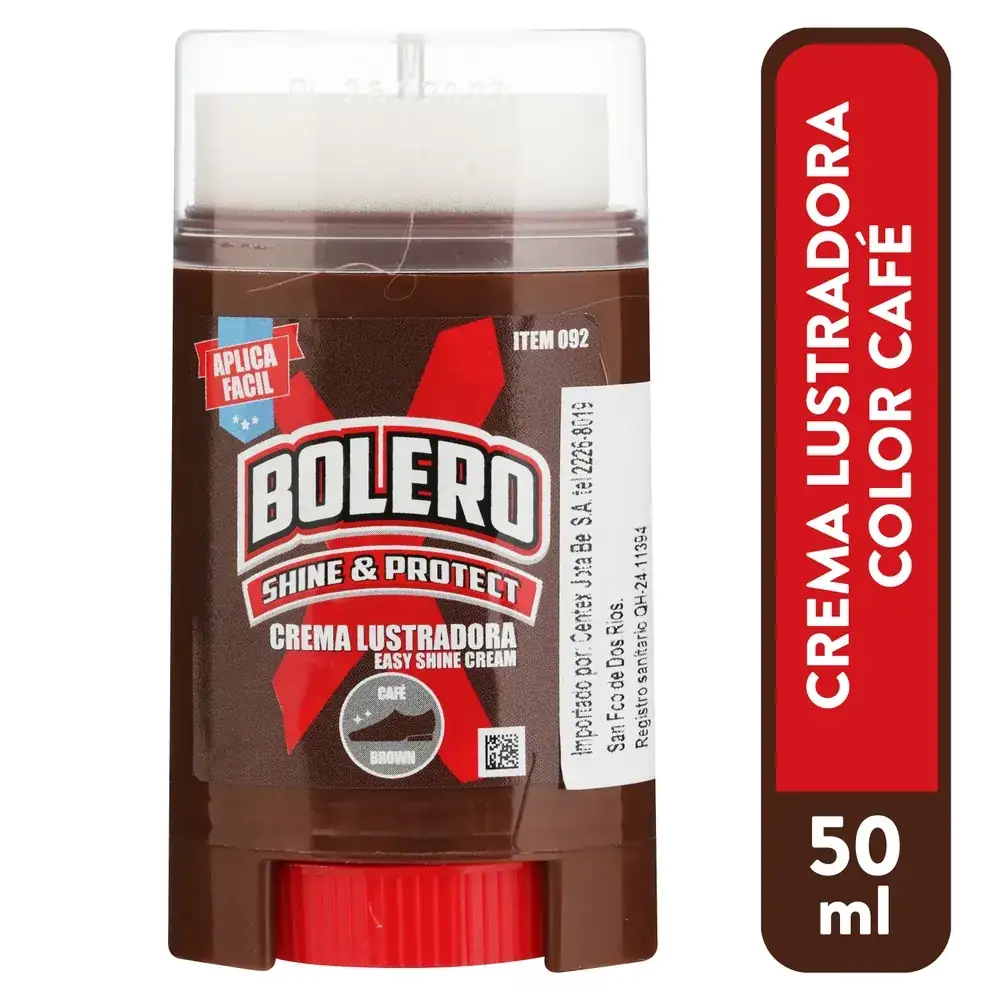 APLICA
FACIL
ITEM 092
BOLERO
SHINE & PROTECT
CREMA LUSTRADORA
EASY SHINE CREAM
CAFÉ
BROWN
Importado por: Centex Jota Be S.A. tel 2226-8019
San Fco de Dos Rios.
Registro sanitario QH-24-11394
CREMA LUSTRADORA
COLOR CAFÉ
50
ml